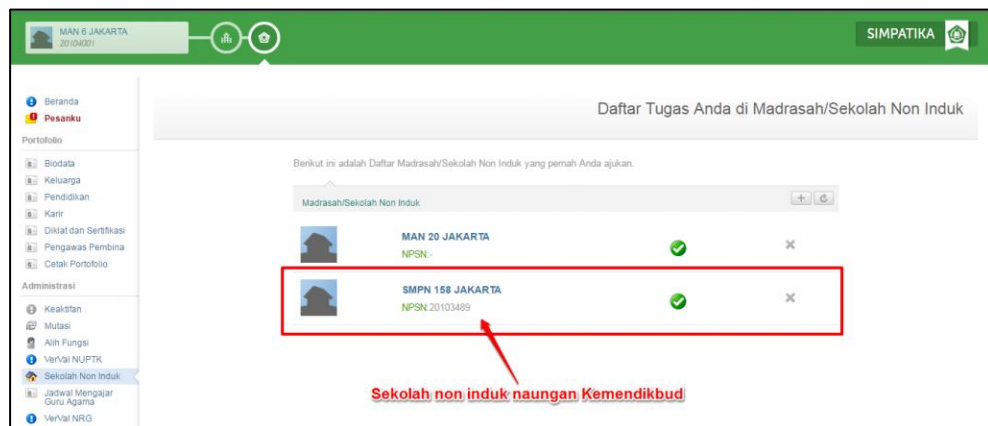 MAN 6 JAKARTA
20104001
SIMPATIKA
Beranda
Pesanku
Portofolio
Biodata
Keluarga
Pendidikan
Karir
Diklat dan Sertifikasi
Pengawas Pembina
Cetak Portofolio
Administrasi
Keaktifan
Mutasi
Alih Fungsi
VerVal NUPTK
Sekolah Non Induk
Jadwal Mengajar
Guru Agama
VerVal NRG
Daftar Tugas Anda di Madrasah/Sekolah Non Induk
Berikut ini adalah Daftar Madrasah/Sekolah Non Induk yang pernah Anda ajukan.
Madrasah/Sekolah Non Induk
MAN 20 JAKARTA
NPSN:-
SMPN 158 JAKARTA
NPSN:20103489
Sekolah non induk naungan Kemendikbud